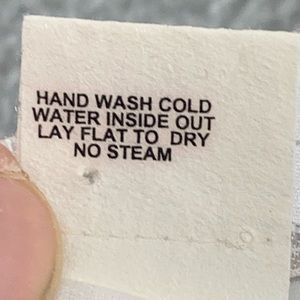 HAND WASH COLD
WATER INSIDE OUT
LAY FLAT TO DRY
NO STEAM